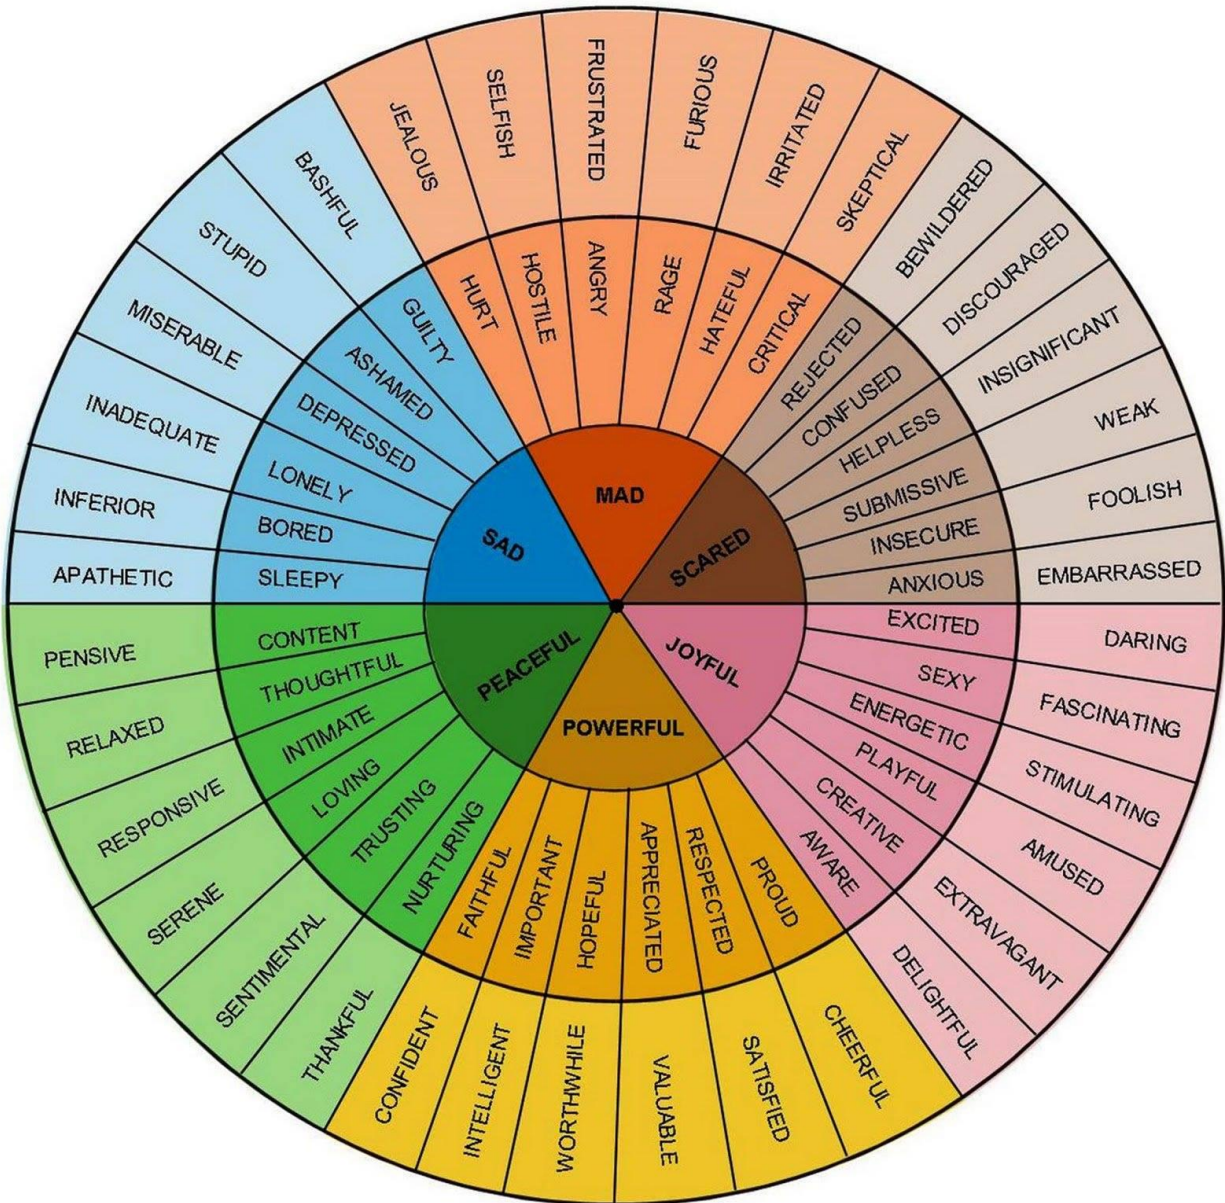 MAD
SCARED
JOYFUL
POWERFUL
PEACEFUL
SAD
HURT
HOSTILE
ANGRY
RAGE
HATEFUL
CRITICAL
REJECTED
CONFUSED
HELPLESS
SUBMISSIVE
INSECURE
ANXIOUS
EXCITED
SEXY
ENERGETIC
PLAYFUL
CREATIVE
AWARE
PROUD
RESPECTED
APPRECIATED
HOPEFUL
IMPORTANT
FAITHFUL
NURTURING
TRUSTING
LOVING
INTIMATE
THOUGHTFUL
CONTENT
SLEEPY
BORED
LONELY
DEPRESSED
ASHAMED
GUILTY
JEALOUS
SELFISH
FRUSTRATED
FURIOUS
IRRITATED
SKEPTICAL
BEWILDERED
DISCOURAGED
INSIGNIFICANT
WEAK
FOOLISH
EMBARRASSED
DARING
FASCINATING
STIMULATING
AMUSED
EXTRAVAGANT
DELIGHTFUL
CHEERFUL
SATISFIED
VALUABLE
WORTHWHILE
INTELLIGENT
CONFIDENT
THANKFUL
SENTIMENTAL
SERENE
RESPONSIVE
RELAXED
PENSIVE
APATHETIC
INFERIOR
INADEQUATE
MISERABLE
STUPID
BASHFUL